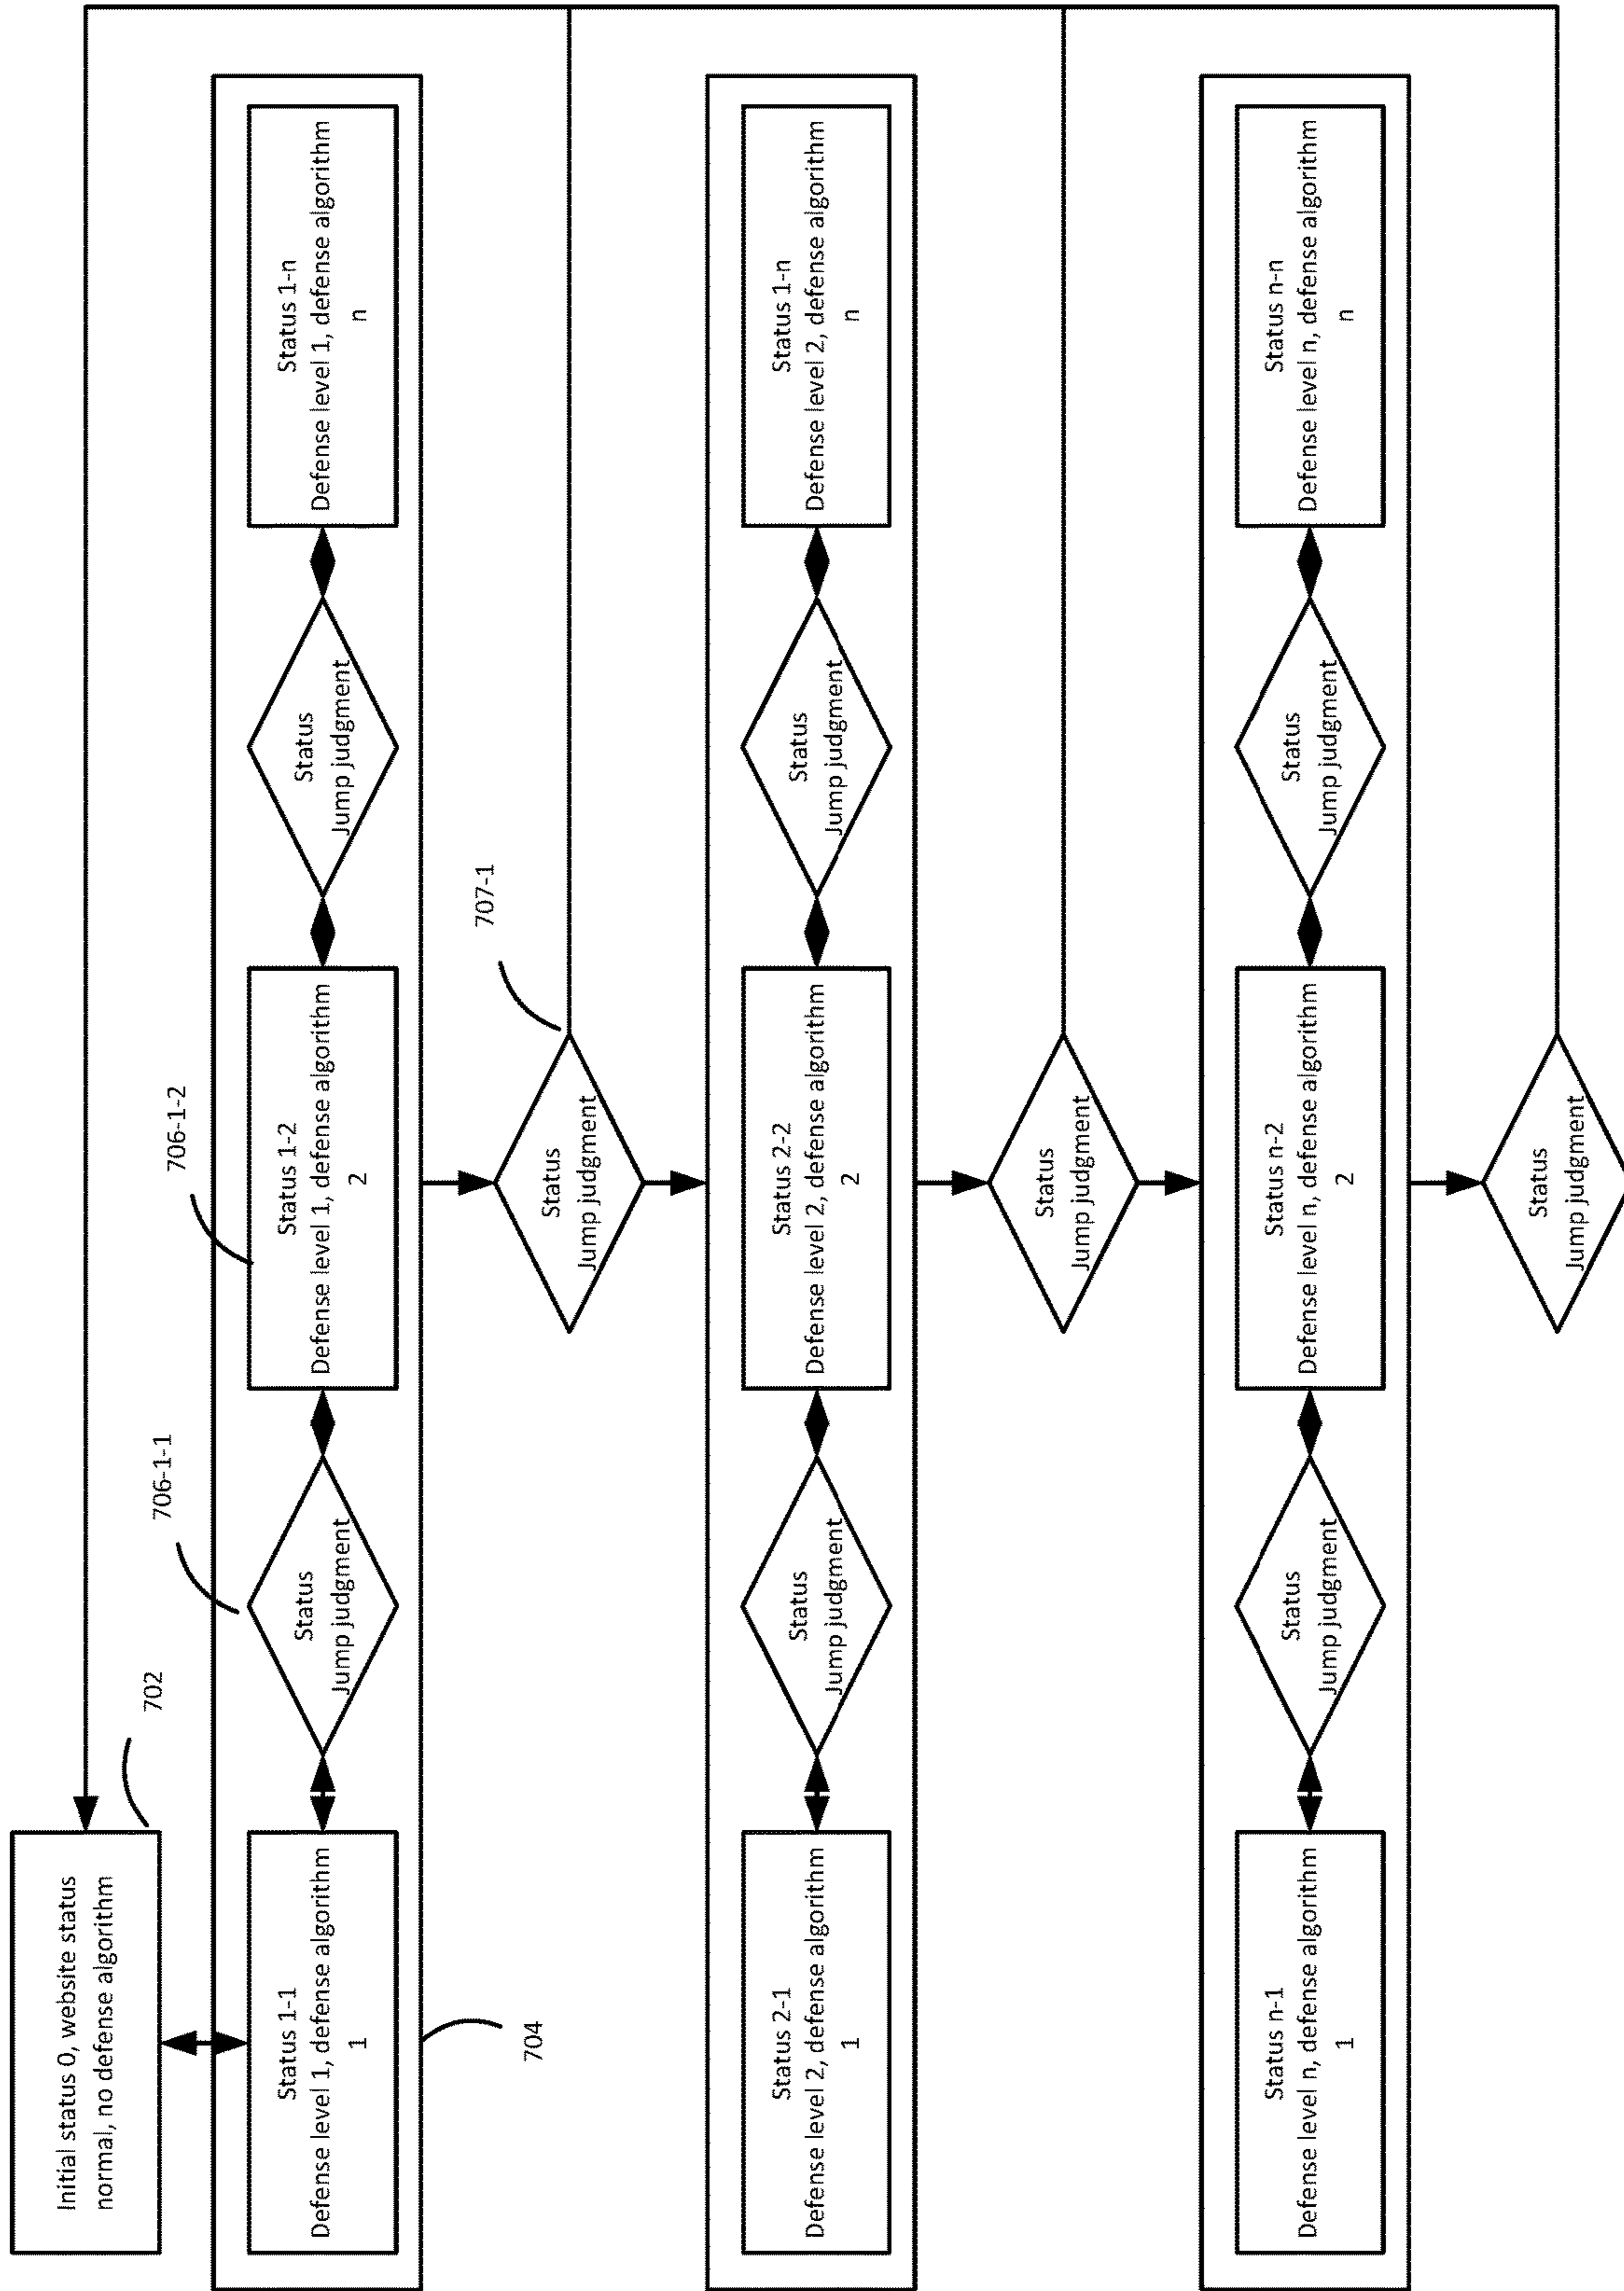 Initial status 0, website status
normal, no defense algorithm
702
Status 1-1
Defense level 1, defense algorithm
1
704
706-1-1
Status
Jump judgment
706-1-2
Status 1-2
Defense level 1, defense algorithm
2
Status
Jump judgment
Status 1-n
Defense level 1, defense algorithm
n
Status
Jump judgment
707-1
Status 2-1
Defense level 2, defense algorithm
1
Status
Jump judgment
Status 2-2
Defense level 2, defense algorithm
2
Status
Jump judgment
Status 1-n
Defense level 2, defense algorithm
n
Status
Jump judgment
Status n-1
Defense level n, defense algorithm
1
Status
Jump judgment
Status n-2
Defense level n, defense algorithm
2
Status
Jump judgment
Status n-n
Defense level n, defense algorithm
n
Status
Jump judgment